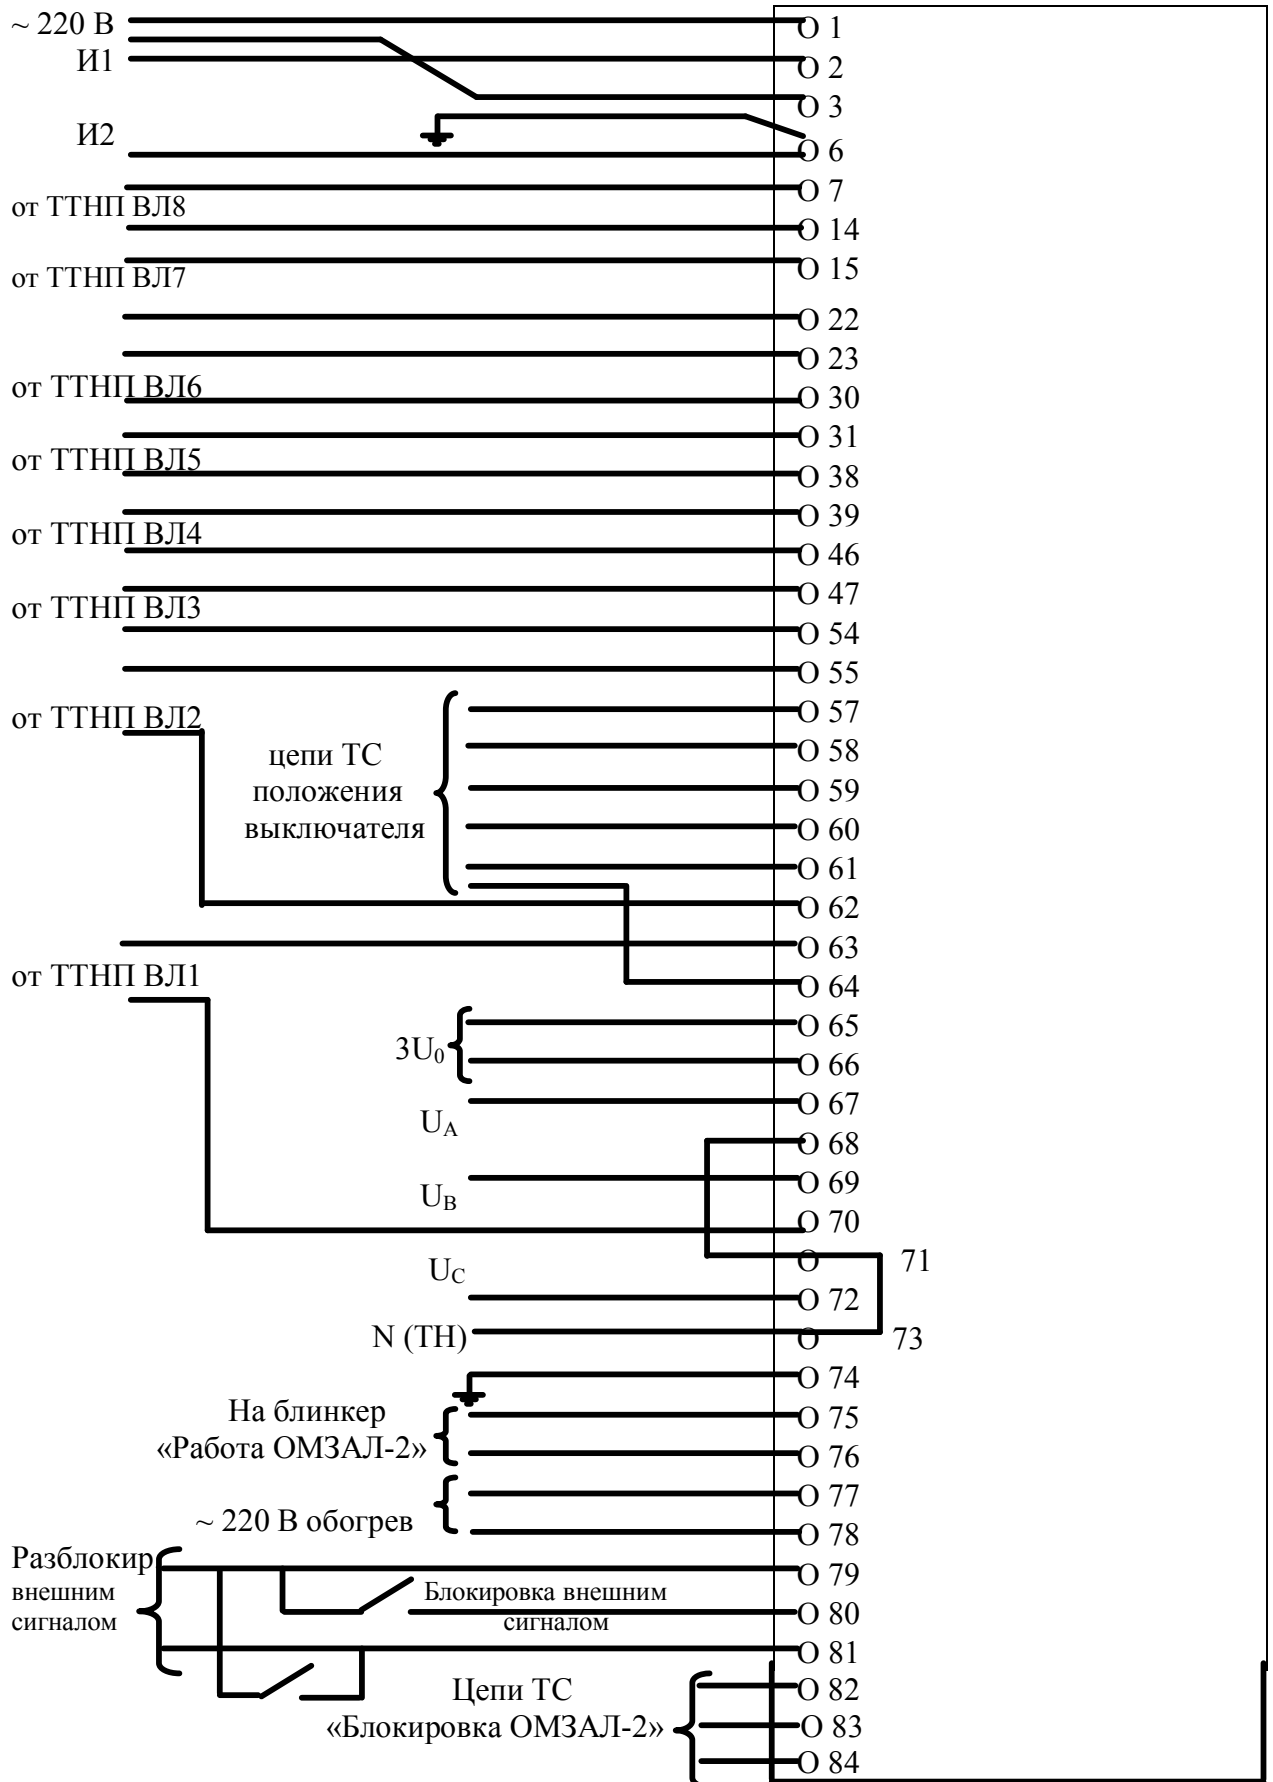 ~ 220 В
О 1
И1
О 2
О 3
И2
О 6
О 7
от ТТНП ВЛ8
О 14
от ТТНП ВЛ7
О 15
О 22
О 23
от ТТНП ВЛ6
О 30
О 31
от ТТНП ВЛ5
О 38
О 39
от ТТНП ВЛ4
О 46
О 47
от ТТНП ВЛ3
О 54
О 55
от ТТНП ВЛ2
О 57
цепи ТС
положения
выключателя
О 58
О 59
О 60
О 61
О 62
О 63
от ТТНП ВЛ1
О 64
О 65
3U₀
О 66
О 67
U_A
О 68
О 69
U_B
О 70
О 71
U_C
О 72
N (ТН)
О 73
О 74
На блинкер
«Работа ОМЗАЛ-2»
О 75
О 76
О 77
~ 220 В обогрев
О 78
Разблокир
внешним
сигналом
О 79
Блокировка внешним
сигналом
О 80
О 81
Цепи ТС
«Блокировка ОМЗАЛ-2»
О 82
О 83
О 84